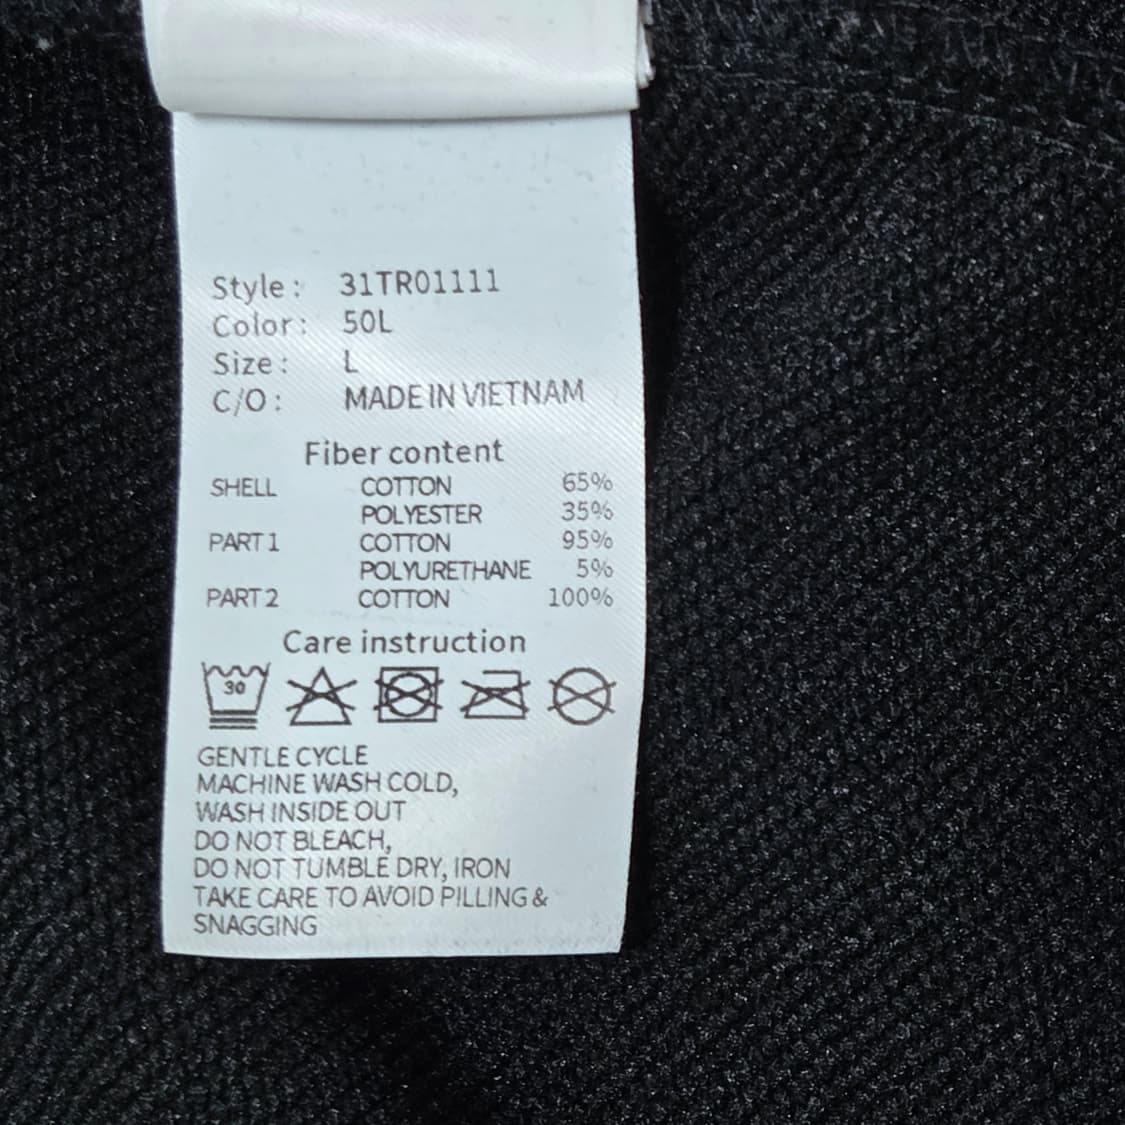 Style: 31TR01111
Color: 50L
Size: L
C/O: MADE IN VIETNAM
Fiber content
SHELL COTTON 65%
POLYESTER 35%
PART 1 COTTON 95%
POLYURETHANE 5%
PART 2 COTTON 100%
Care instruction
30
GENTLE CYCLE
MACHINE WASH COLD,
WASH INSIDE OUT
DO NOT BLEACH,
DO NOT TUMBLE DRY, IRON
TAKE CARE TO AVOID PILLING &
SNAGGING